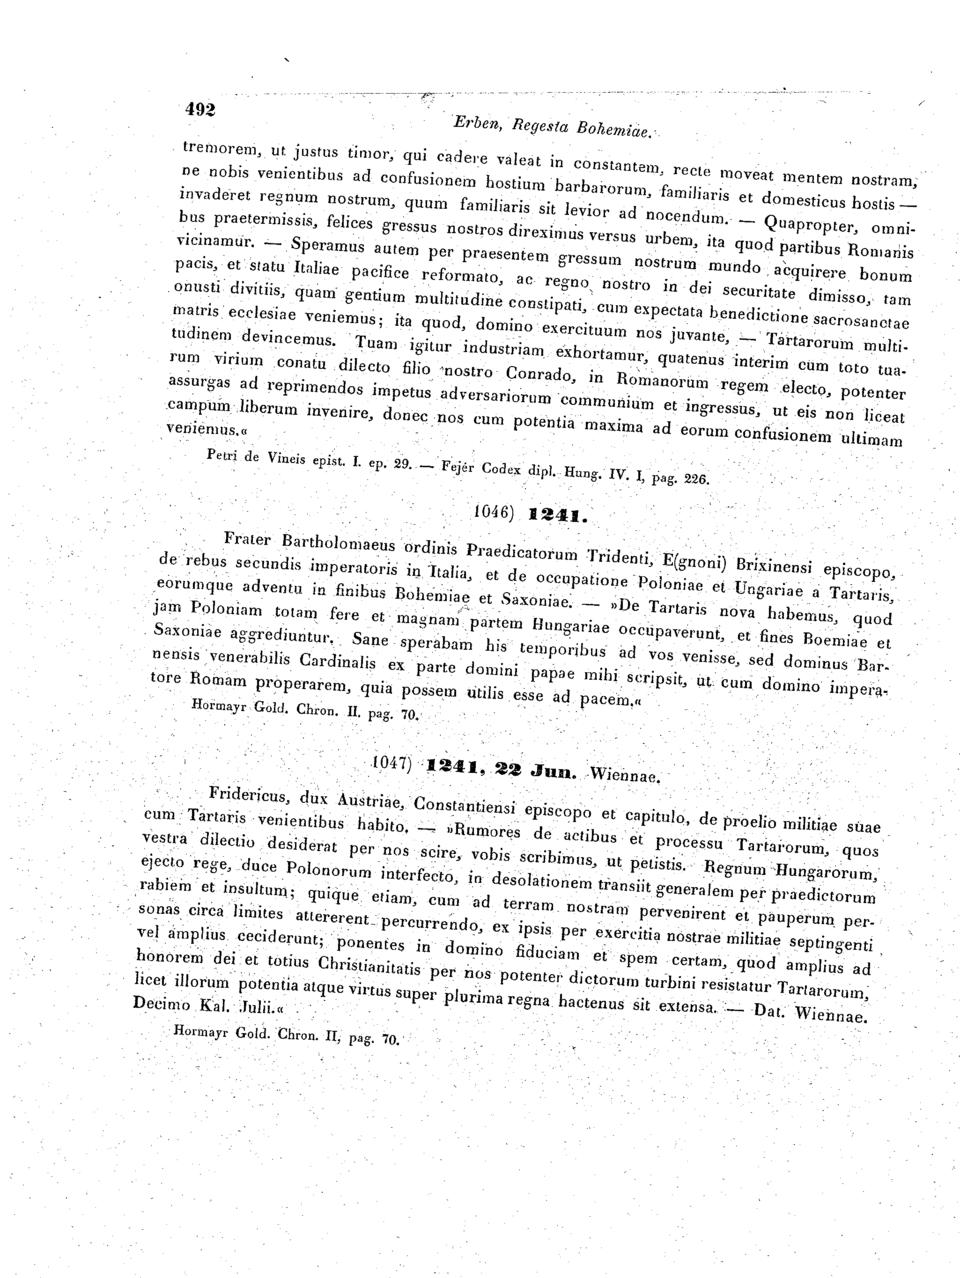 492
Erben, Regesta Bohemiae.
tremorem, ut justus timor, qui cadere valeat in constantem, recte moveat mentem nostram,
ne nobis venientibus ad confusionem hostium barbarorum, familiaris et domesticus hostis —
invaderet regnum nostrum, quum familiaris sit levior ad nocendum. — Quapropter, omni-
bus praetermissis, felices gressus nostros direximus versus urbem, ita quod partibus Romanis
vicinamur. — Speramus autem per praesentem gressum nostrum mundo acquirere bonum
pacis, et statu Italiae pacifice reformato, ac regno nostro in dei securitate dimisso, tam
onusti divitiis, quam gentium multitudine constipati, cum expectata benedictione sacrosanctae
matris ecclesiae veniemus; ita quod, domino exercituum nos juvante, — Tartarorum multi-
tudinem devincemus. Tuam igitur industriam exhortamur, quatenus interim cum toto tua-
rum virium conatu dilecto filio nostro Conrado, in Romanorum regem electo, potenter
assurgas ad reprimendos impetus adversariorum communium et ingressus, ut eis non liceat
campum liberum invenire, donec nos cum potentia maxima ad eorum confusionem ultimam
veniemus.«
Petri de Vineis epist. I. ep. 29. — Fejér Codex dipl. Hung. IV. I, pag. 226.
1046) 1241.
Frater Bartholomaeus ordinis Praedicatorum Tridenti, E(gnoni) Brixinensi episcopo,
de rebus secundis imperatoris in Italia, et de occupatione Poloniae et Ungariae a Tartaris,
eorumque adventu in finibus Bohemiae et Saxoniae. — »De Tartaris nova habemus, quod
jam Poloniam totam fere et magnam partem Hungariae occupaverunt, et fines Boemiae et
Saxoniae aggrediuntur. Sane sperabam his temporibus ad vos venisse, sed dominus Bar-
nensis venerabilis Cardinalis ex parte domini papae mihi scripsit, ut cum domino impera-
tore Romam properarem, quia possem utilis esse ad pacem.«
Hormayr Gold. Chron. II. pag. 70.
1047) 1241, 22 Jun. Wiennae.
Fridericus, dux Austriae, Constantiensi episcopo et capitulo, de proelio militiae suae
cum Tartaris venientibus habito. — »Rumores de actibus et processu Tartarorum, quos
vestra dilectio desiderat per nos scire, vobis scribimus, ut petistis. Regnum Hungarorum,
ejecto rege, duce Polonorum interfecto, in desolationem transiit generalem per praedictorum
rabiem et insultum; quique etiam, cum ad terram nostram pervenirent et pauperum per-
sonas circa limites attererent percurrendo, ex ipsis per exercitia nostrae militiae septingenti
vel amplius ceciderunt; ponentes in domino fiduciam et spem certam, quod amplius ad
honorem dei et totius Christianitatis per nos potenter dictorum turbini resistatur Tartarorum,
licet illorum potentia atque virtus super plurima regna hactenus sit extensa. — Dat. Wiennae.
Decimo Kal. Julii.«
Hormayr Gold. Chron. II, pag. 70.